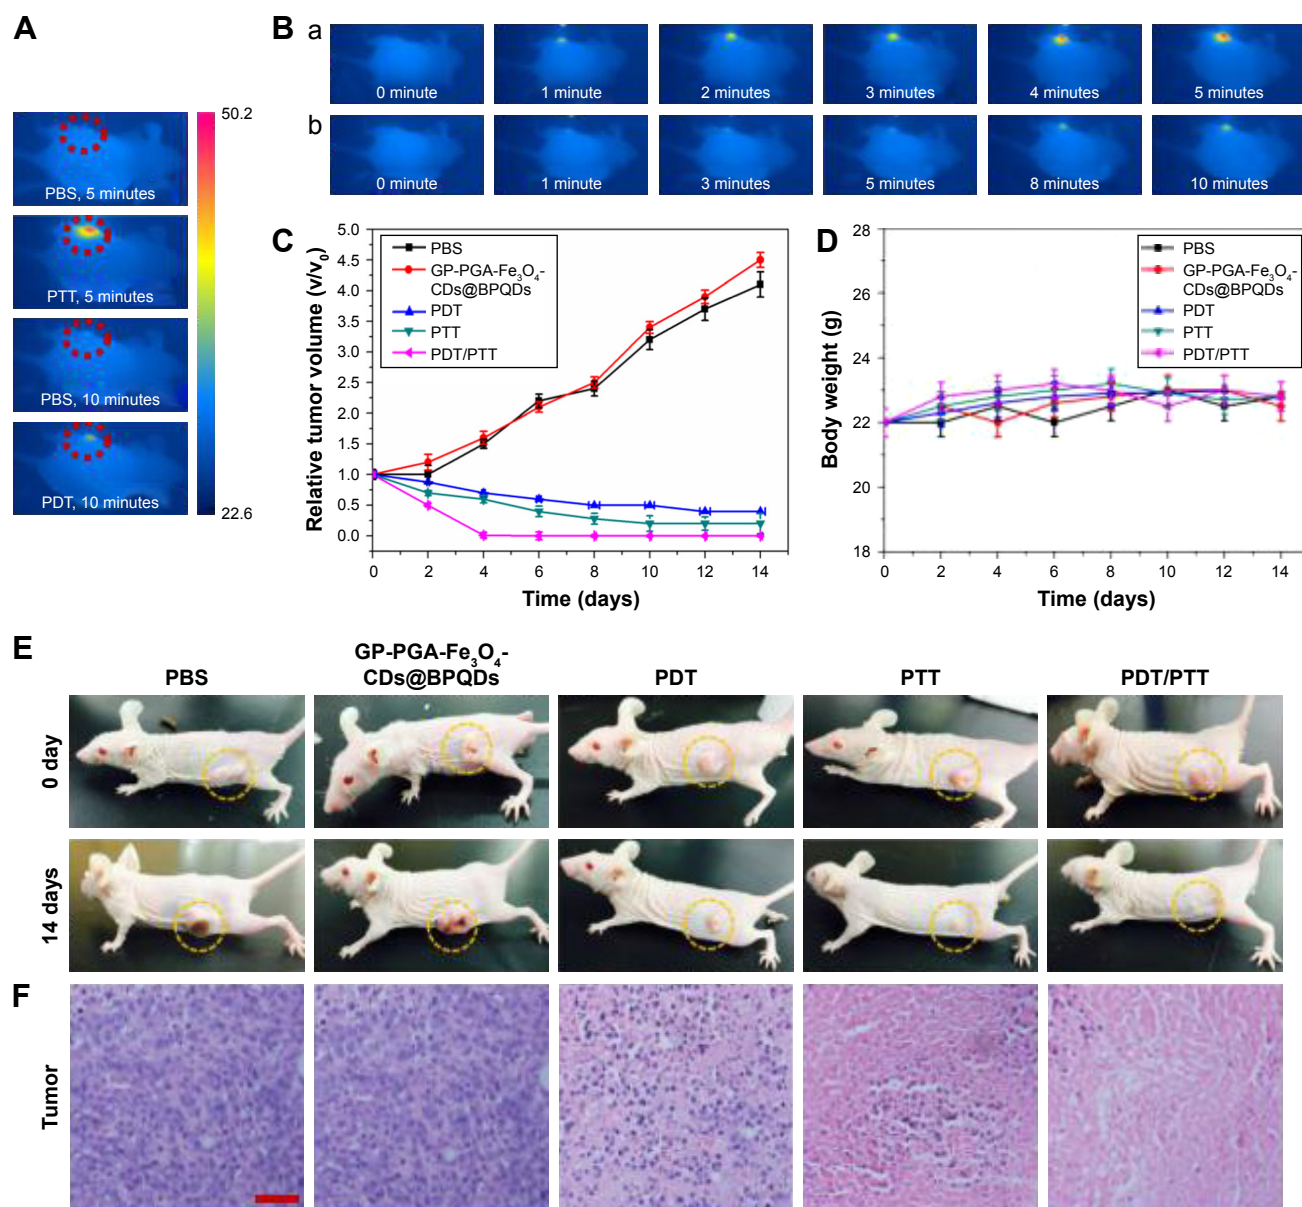 A
50.2
PBS, 5 minutes
PTT, 5 minutes
PBS, 10 minutes
PDT, 10 minutes
22.6
B
a
0 minute
1 minute
2 minutes
3 minutes
4 minutes
5 minutes
b
0 minute
1 minute
3 minutes
5 minutes
8 minutes
10 minutes
C
Relative tumor volume (v/v₀)
5.0
4.5
4.0
3.5
3.0
2.5
2.0
1.5
1.0
0.5
0.0
PBS
GP-PGA-Fe₃O₄-
CDs@BPQDs
PDT
PTT
PDT/PTT
0 2 4 6 8 10 12 14
Time (days)
D
Body weight (g)
28
26
24
22
20
18
PBS
GP-PGA-Fe₃O₄-
CDs@BPQDs
PDT
PTT
PDT/PTT
0 2 4 6 8 10 12 14
Time (days)
E
PBS
GP-PGA-Fe₃O₄-
CDs@BPQDs
PDT
PTT
PDT/PTT
0 day
14 days
F
Tumor